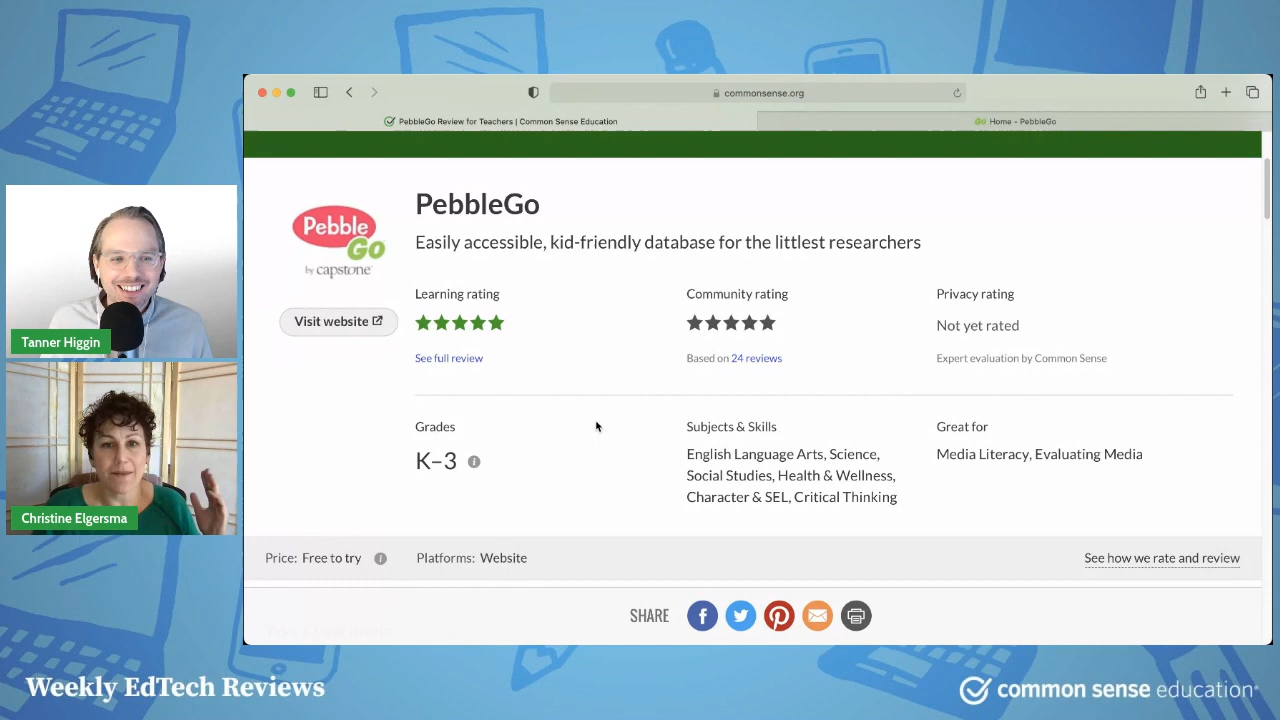 commonsense.org
PebbleGo Review for Teachers | Common Sense Education
Go Home - PebbleGo
Pebble
Go
by capstone
Visit website
PebbleGo
Easily accessible, kid-friendly database for the littlest researchers
Learning rating
See full review
Community rating
Based on 24 reviews
Privacy rating
Not yet rated
Expert evaluation by Common Sense
Grades
K–3
Subjects & Skills
English Language Arts, Science,
Social Studies, Health & Wellness,
Character & SEL, Critical Thinking
Great for
Media Literacy, Evaluating Media
Price: Free to try
Platforms: Website
See how we rate and review
SHARE
Tanner Higgin
Christine Elgersma
Weekly EdTech Reviews
common sense education